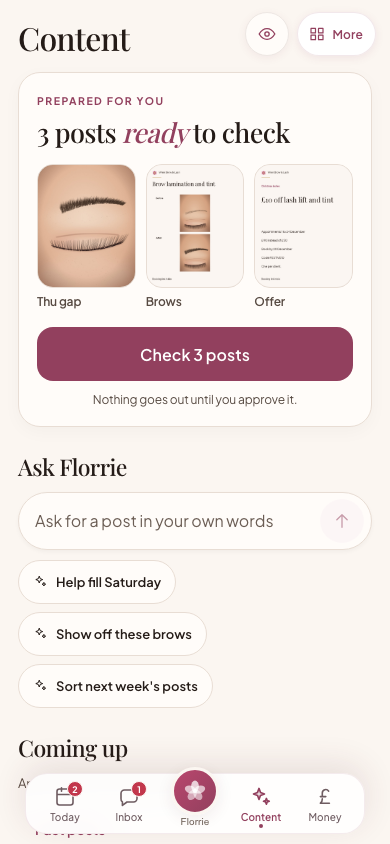 Content
More
PREPARED FOR YOU
3 posts ready to check
Brow lamination and tint
£10 off lash lift and tint
Thu gap
Brows
Offer
Check 3 posts
Nothing goes out until you approve it.
Ask Florrie
Ask for a post in your own words
Help fill Saturday
Show off these brows
Sort next week's posts
Coming up
2
1
Today
Inbox
Florrie
Content
£
Money